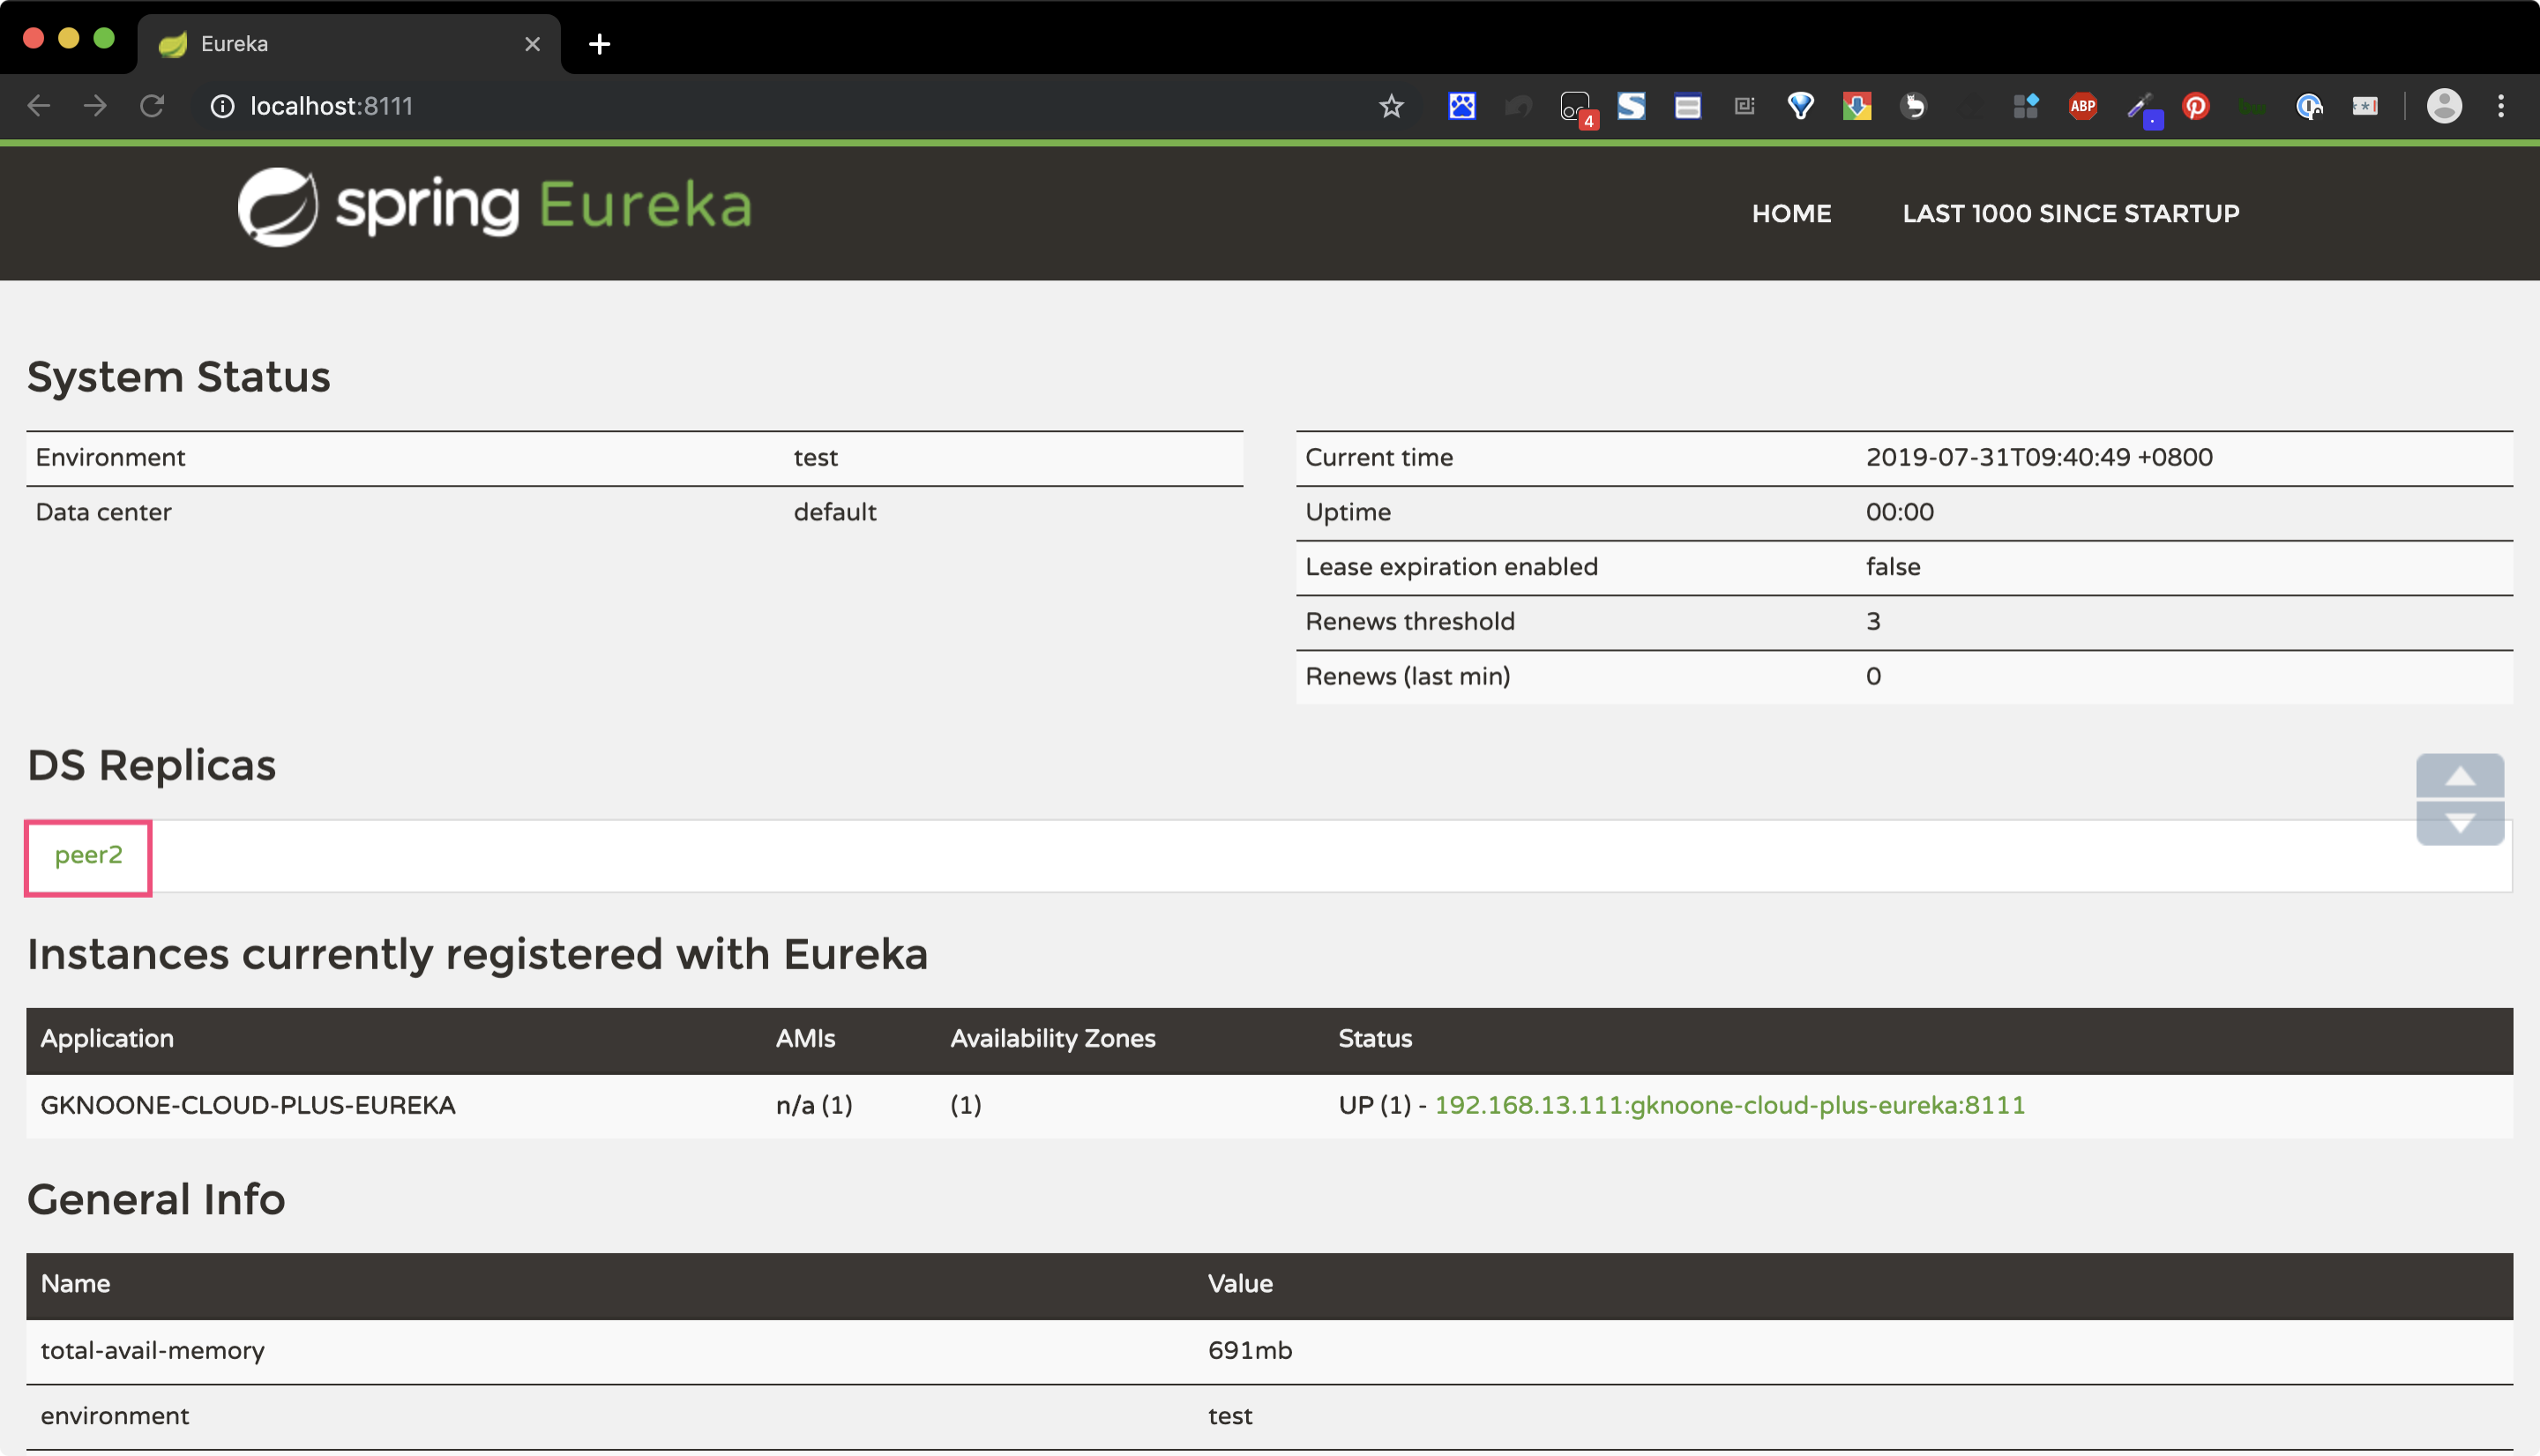 Eureka
localhost:8111
4
ABP
spring Eureka
HOME LAST 1000 SINCE STARTUP
System Status
Environment test
Data center default
Current time 2019-07-31T09:40:49 +0800
Uptime 00:00
Lease expiration enabled false
Renews threshold 3
Renews (last min) 0
DS Replicas
peer2
Instances currently registered with Eureka
Application AMIs Availability Zones Status
GKNOONE-CLOUD-PLUS-EUREKA n/a (1) (1) UP (1) - 192.168.13.111:gknoone-cloud-plus-eureka:8111
General Info
Name Value
total-avail-memory 691mb
environment test